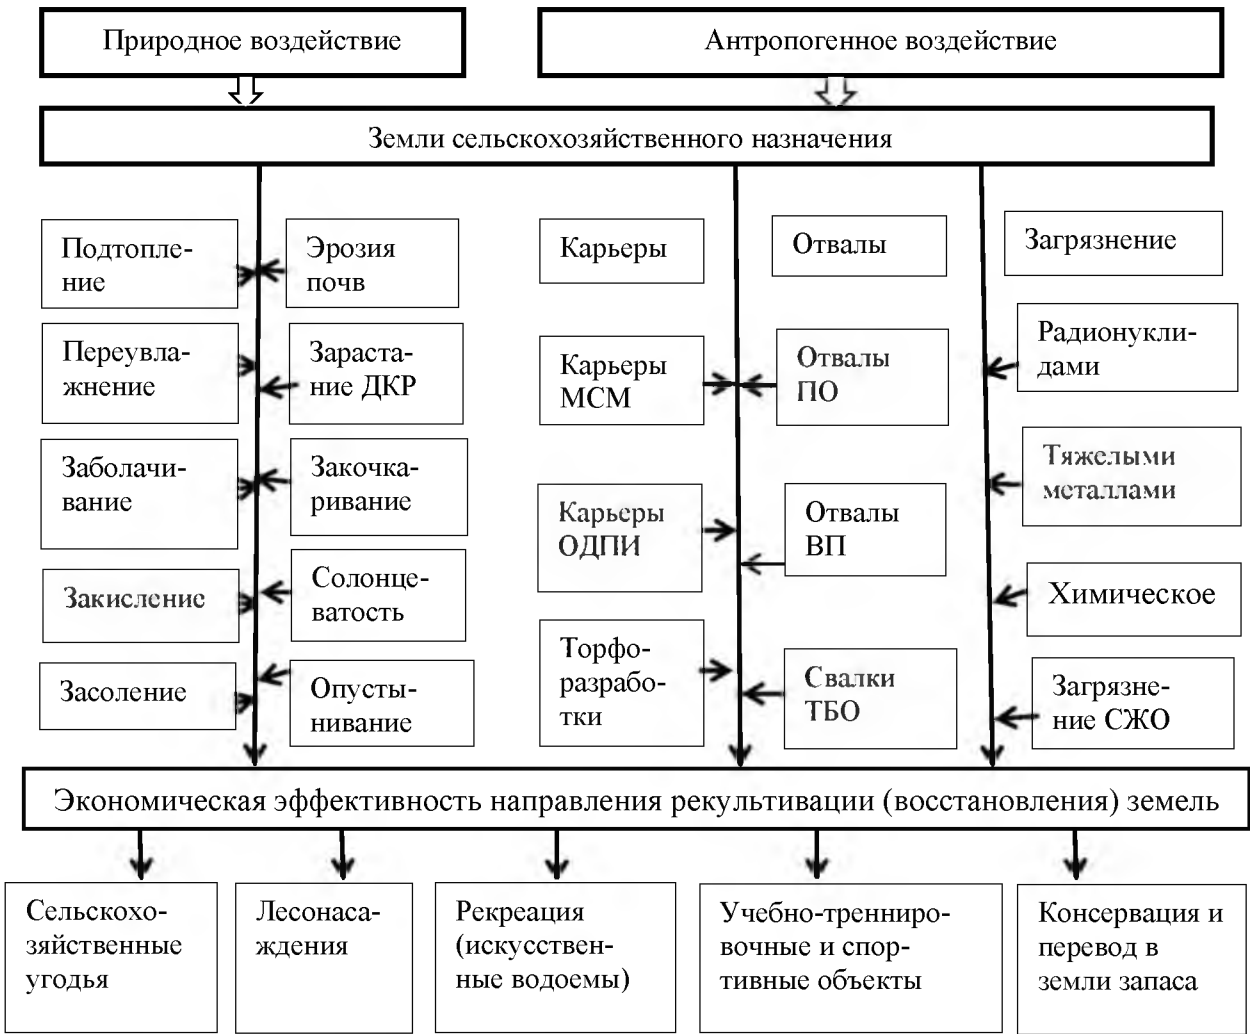 Природное воздействие
Антропогенное воздействие
Земли сельскохозяйственного назначения
Подтопле-
ние
Эрозия
почв
Карьеры
Отвалы
Загрязнение
Переувла-
жнение
Зараста-
ние ДКР
Карьеры
МСМ
Отвалы
ПО
Радионукли-
дами
Заболачи-
вание
Закочка-
ривание
Карьеры
ОДПИ
Отвалы
ВП
Тяжелыми
металлами
Закисление
Солонце-
ватость
Химическое
Засоление
Опусты-
нивание
Торфо-
разработ-
ки
Свалки
ТБО
Загрязне-
ние СЖО
Экономическая эффективность направления рекультивации (восстановления) земель
Сельскохо-
зяйственные
угодья
Лесонаса-
ждения
Рекреация
(искусствен-
ные водоемы)
Учебно-тренниро-
вочные и спор-
тивные объекты
Консервация и
перевод в
земли запаса